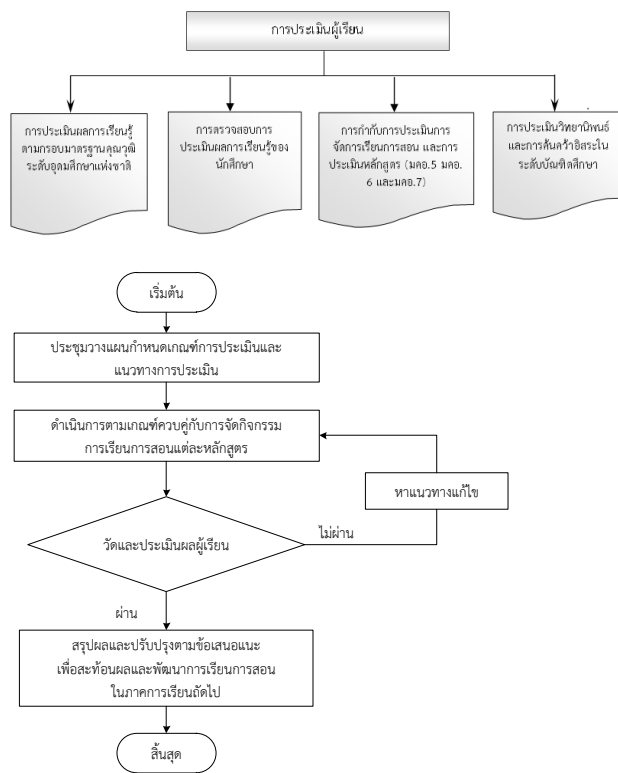 การประเมินผู้เรียน
การประเมินผลการเรียนรู้
ตามกรอบมาตรฐานคุณวุฒิ
ระดับอุดมศึกษาแห่งชาติ
การตรวจสอบการ
ประเมินผลการเรียนรู้ของ
นักศึกษา
การกำกับการประเมินการ
จัดการเรียนการสอน และการ
ประเมินหลักสูตร (มคอ.5 มคอ.
6 และมคอ.7)
การประเมินวิทยานิพนธ์
และการค้นคว้าอิสระใน
ระดับบัณฑิตศึกษา
เริ่มต้น
ประชุมวางแผนกำหนดเกณฑ์การประเมินและ
แนวทางการประเมิน
ดำเนินการตามเกณฑ์ควบคู่กับการจัดกิจกรรม
การเรียนการสอนแต่ละหลักสูตร
หาแนวทางแก้ไข
วัดและประเมินผลผู้เรียน
ไม่ผ่าน
ผ่าน
สรุปผลและปรับปรุงตามข้อเสนอแนะ
เพื่อสะท้อนผลและพัฒนาการเรียนการสอน
ในภาคการเรียนถัดไป
สิ้นสุด